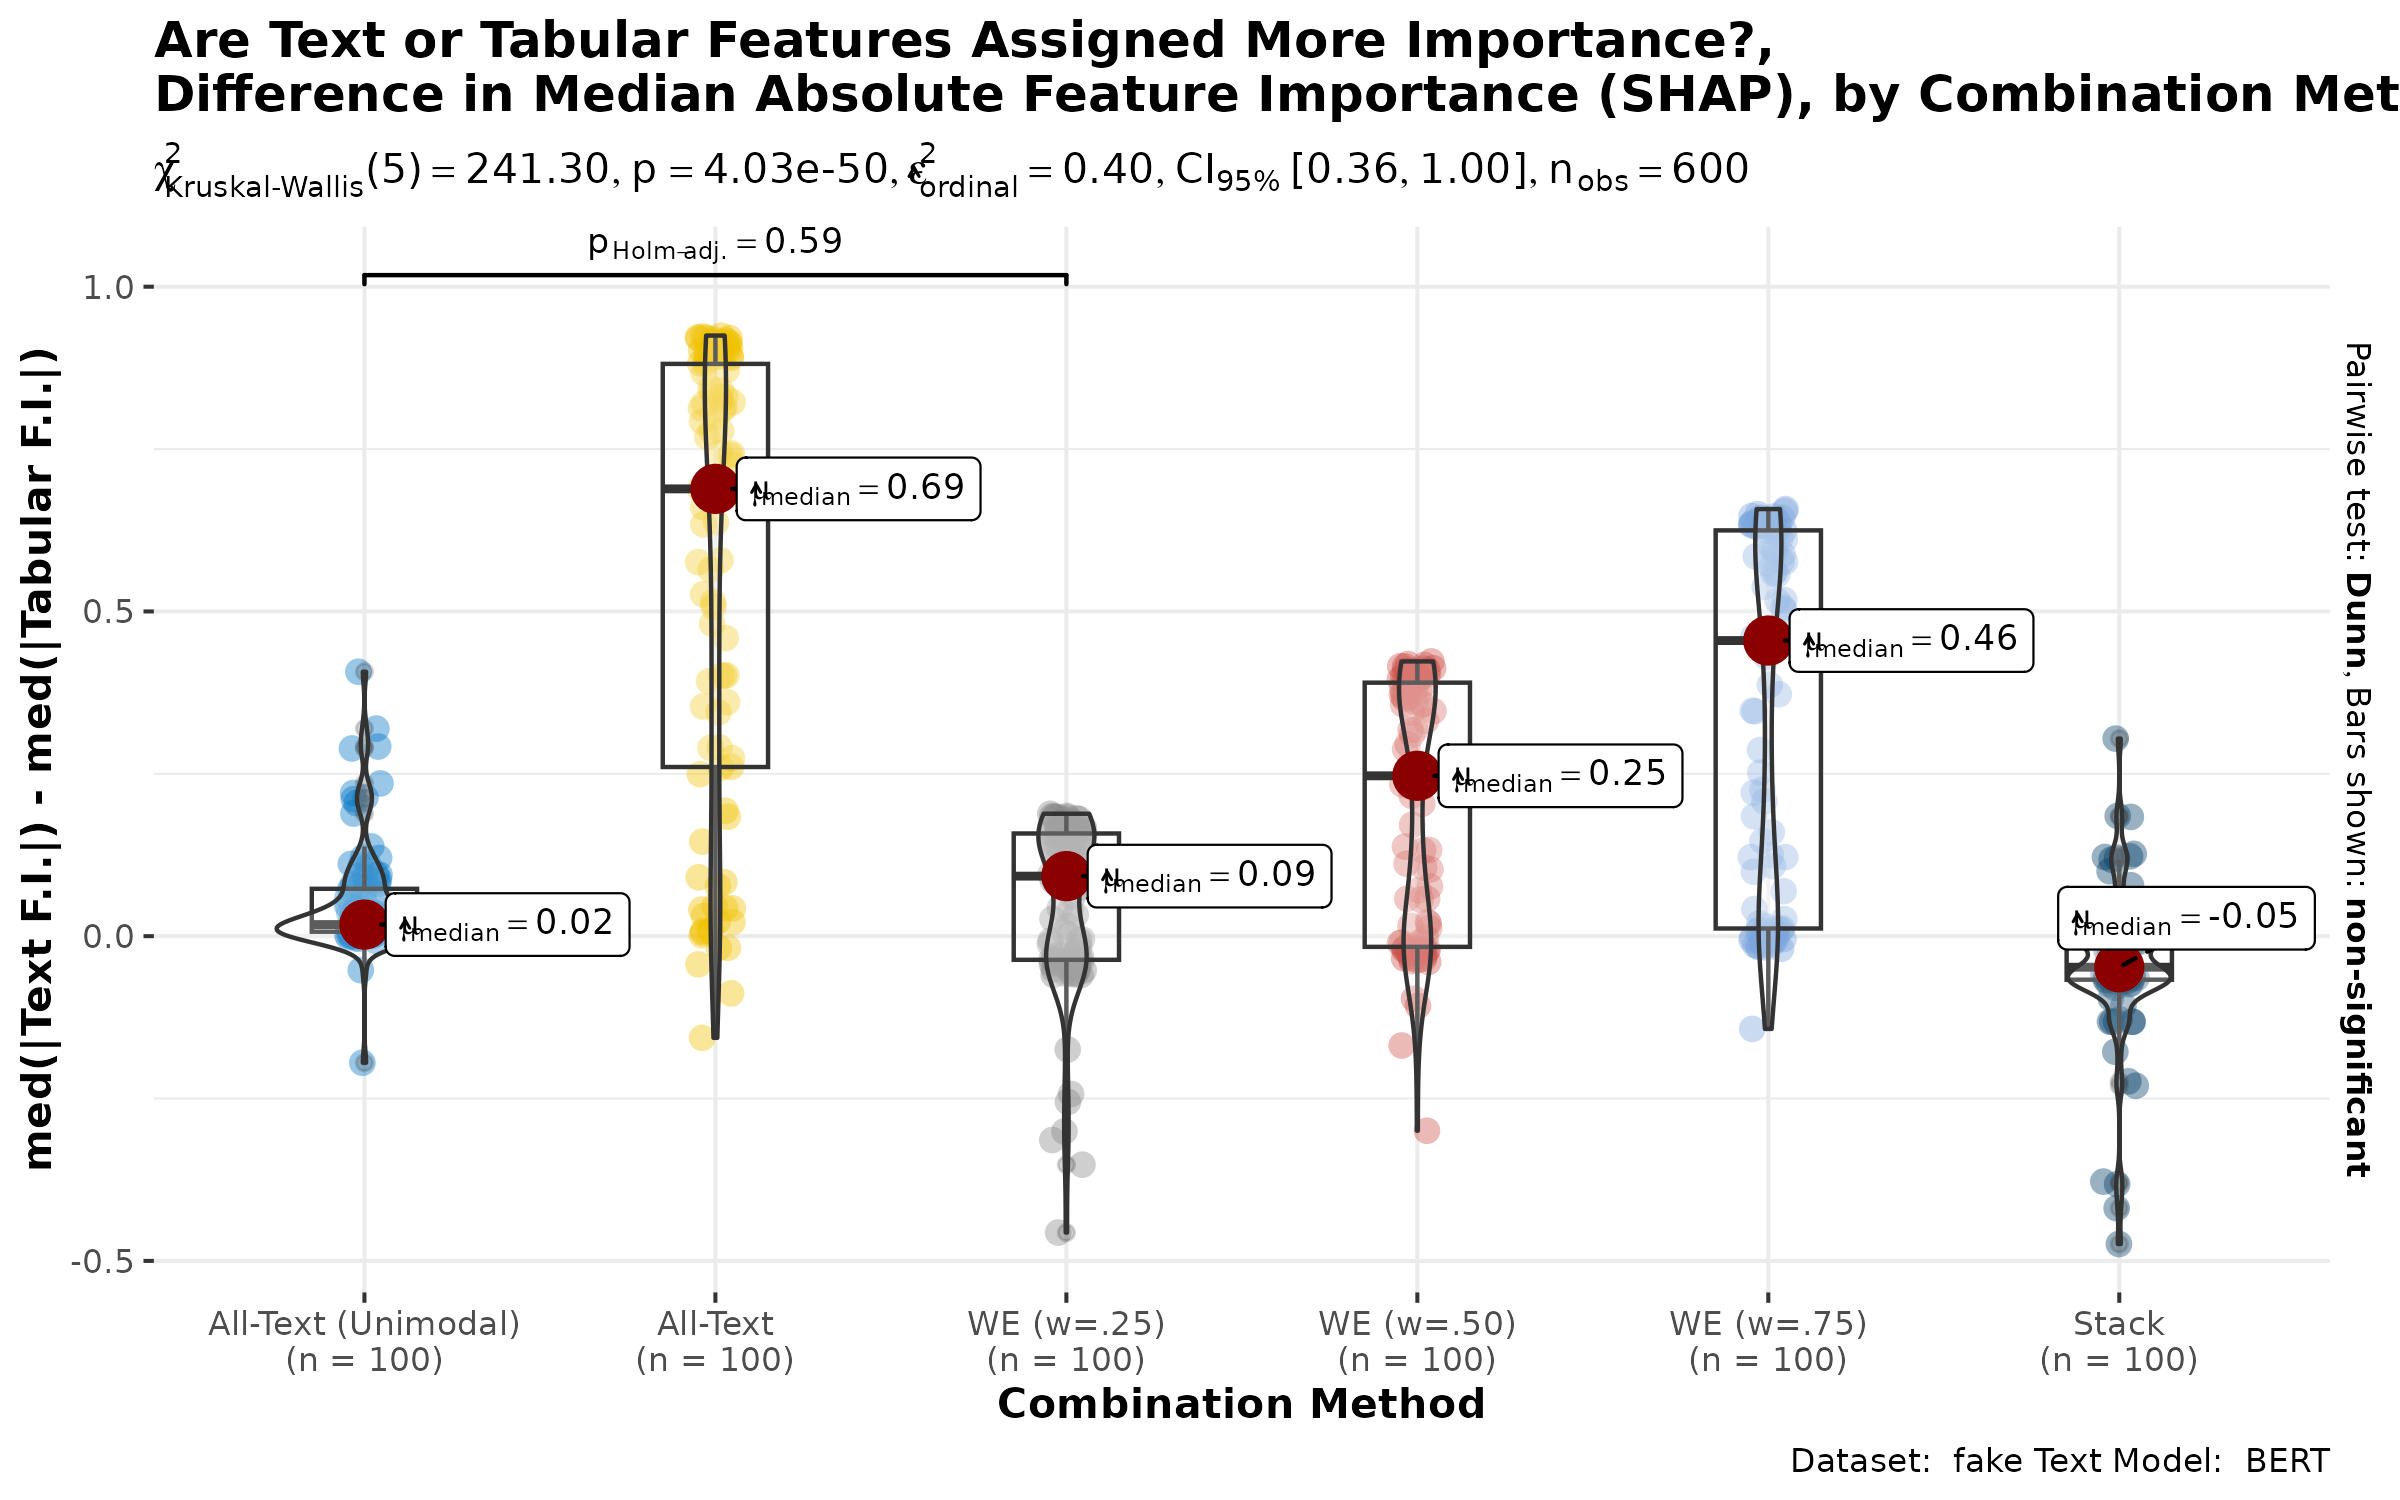 Are Text or Tabular Features Assigned More Importance?,
Difference in Median Absolute Feature Importance (SHAP), by Combination Met
χ²Kruskal-Wallis(5) = 241.30, p = 4.03e-50, ε̂²ordinal = 0.40, CI95% [0.36, 1.00], nobs = 600
pHolm-adj. = 0.59
med(|Text F.I.|) - med(|Tabular F.I.|)
1.0
0.5
0.0
-0.5
μ̂median = 0.02
μ̂median = 0.69
μ̂median = 0.09
μ̂median = 0.25
μ̂median = 0.46
μ̂median = -0.05
Pairwise test: Dunn, Bars shown: non-significant
All-Text (Unimodal)
(n = 100)
All-Text
(n = 100)
WE (w=.25)
(n = 100)
WE (w=.50)
(n = 100)
WE (w=.75)
(n = 100)
Stack
(n = 100)
Combination Method
Dataset: fake Text Model: BERT